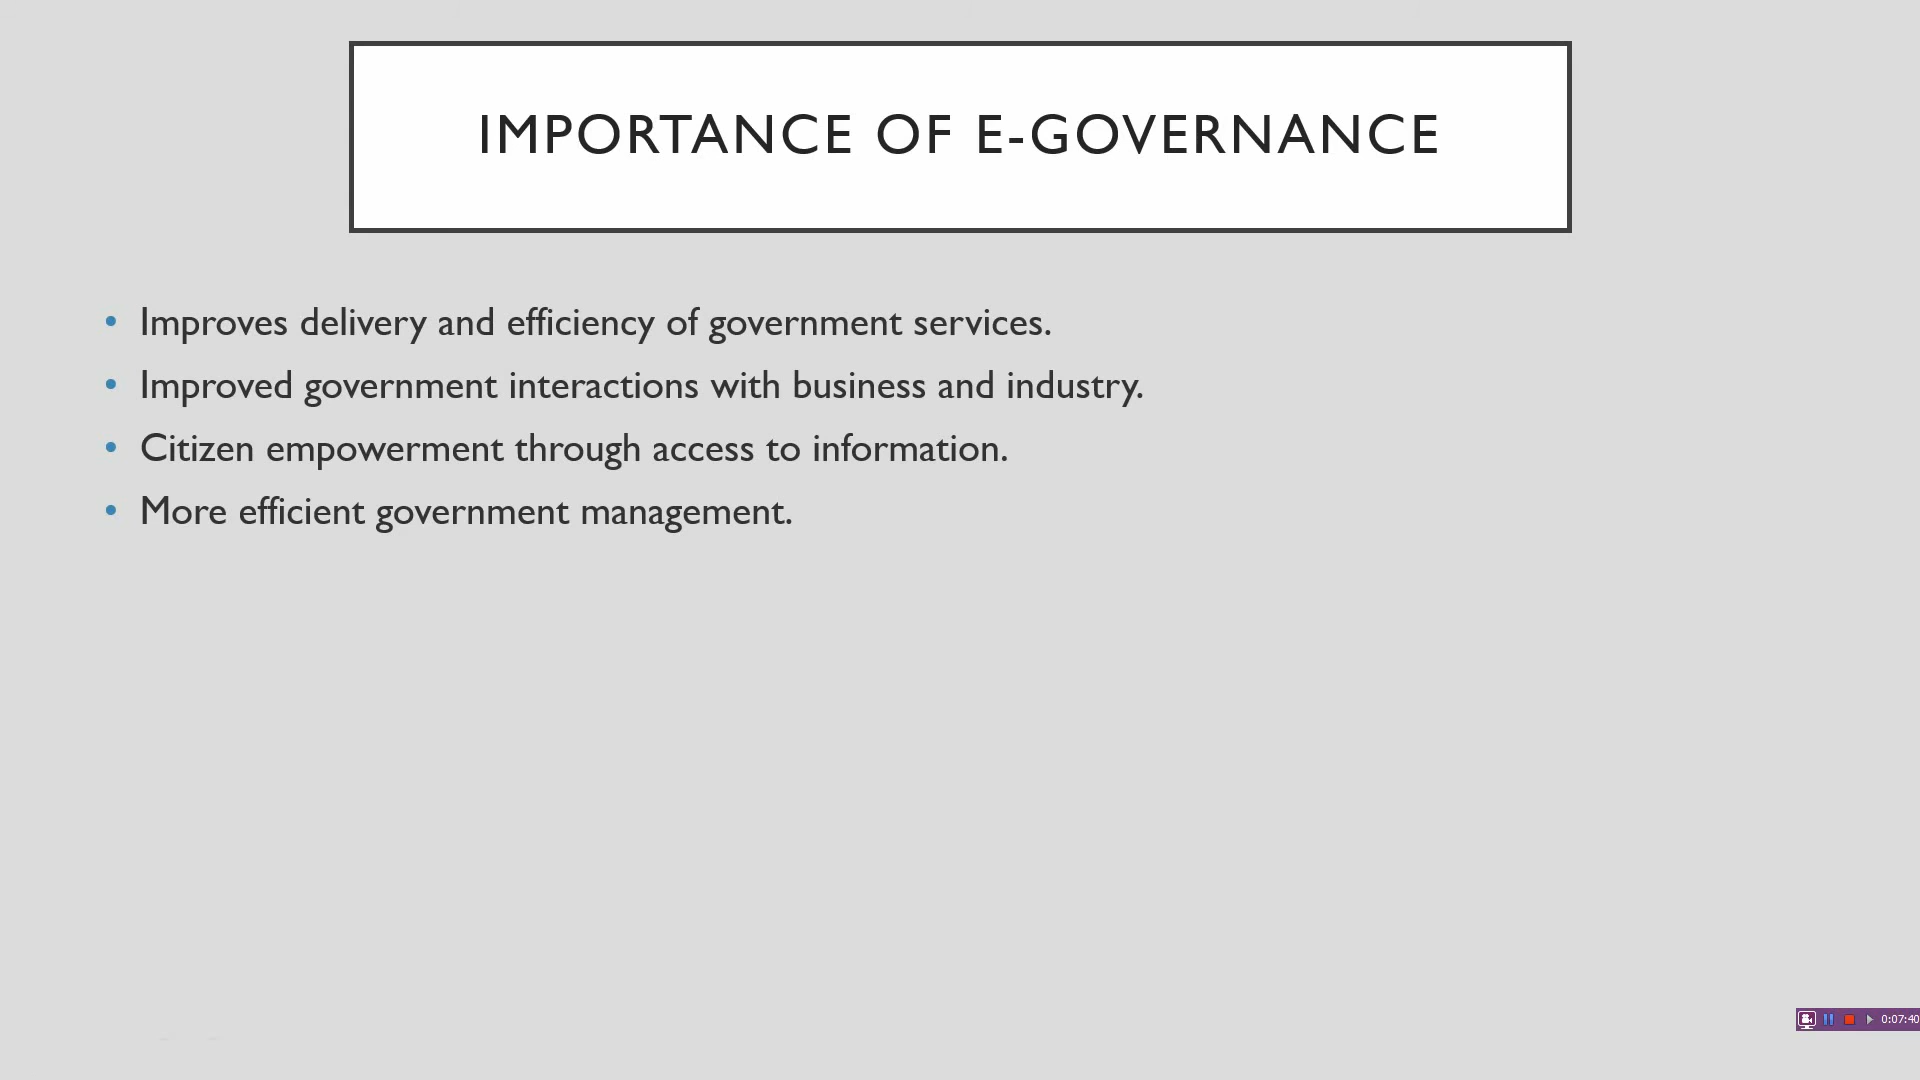 IMPORTANCE OF E-GOVERNANCE
• Improves delivery and efficiency of government services.
• Improved government interactions with business and industry.
• Citizen empowerment through access to information.
• More efficient government management.
0:07:40